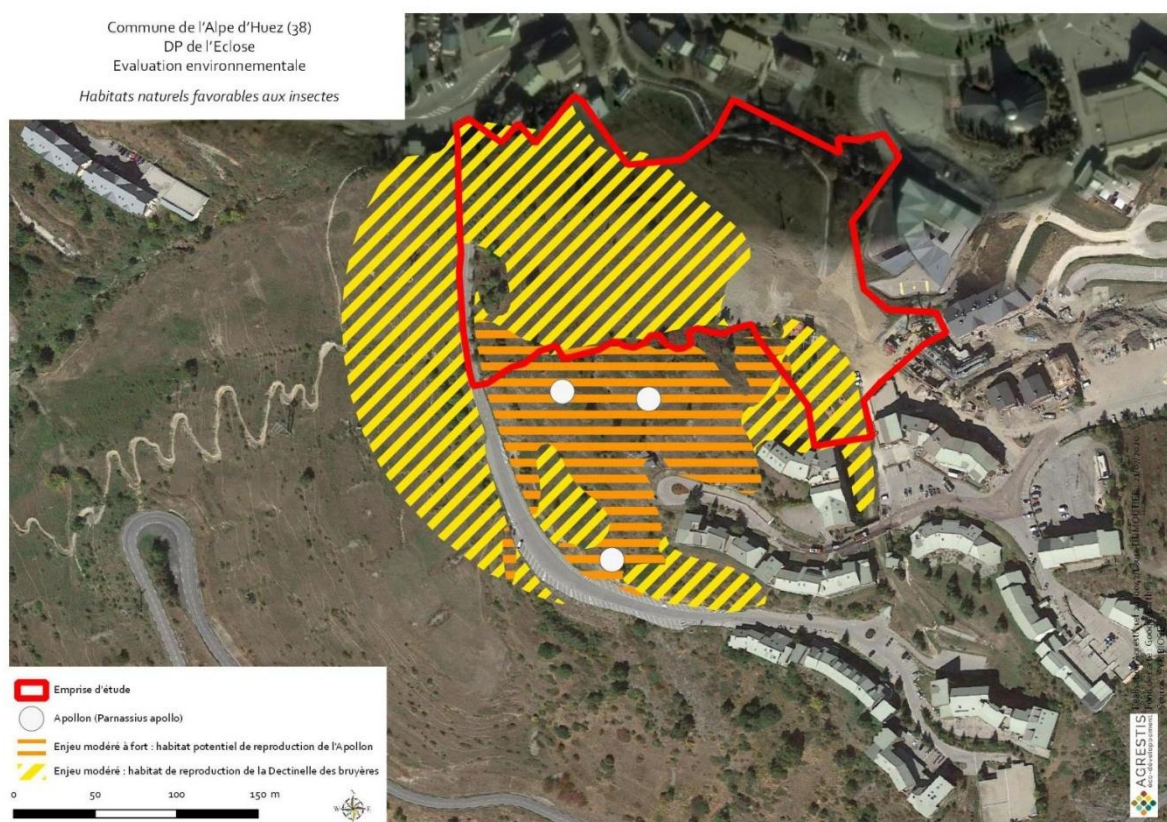 Commune de l'Alpe d'Huez (38)
DP de l'Eclose
Evaluation environnementale
Habitats naturels favorables aux insectes
Emprise d'étude
Apollon (Parnassius apollo)
Enjeu modéré à fort : habitat potentiel de reproduction de l'Apollon
Enjeu modéré : habitat de reproduction de la Dectinelle des bruyères
0 50 100 150 m
W E
AGRESTIS
éco-développement